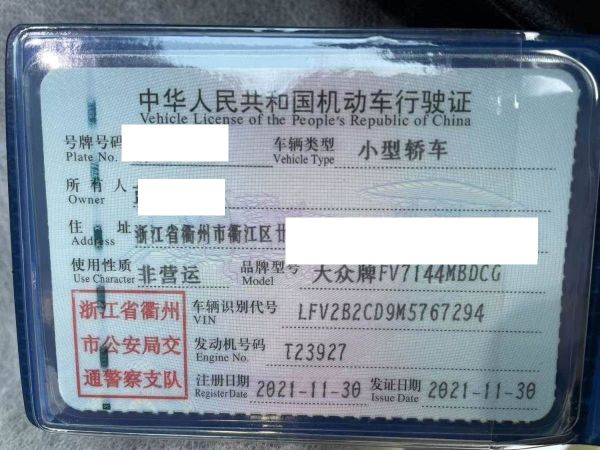 中华人民共和国机动车行驶证
Vehicle License of the People's Republic of China
号牌号码 车辆类型 小型轿车
Plate No. Vehicle Type
所有人
Owner
住址 浙江省衢州市衢江区廿
Address
使用性质 非营运 品牌型号 大众牌FV7144MBDCG
Use Character Model
浙江省衢州
市公安局交
通警察支队
车辆识别代号 LFV2B2CD9M5767294
VIN
发动机号码 T23927
Engine No.
注册日期 2021-11-30 发证日期 2021-11-30
Register Date Issue Date